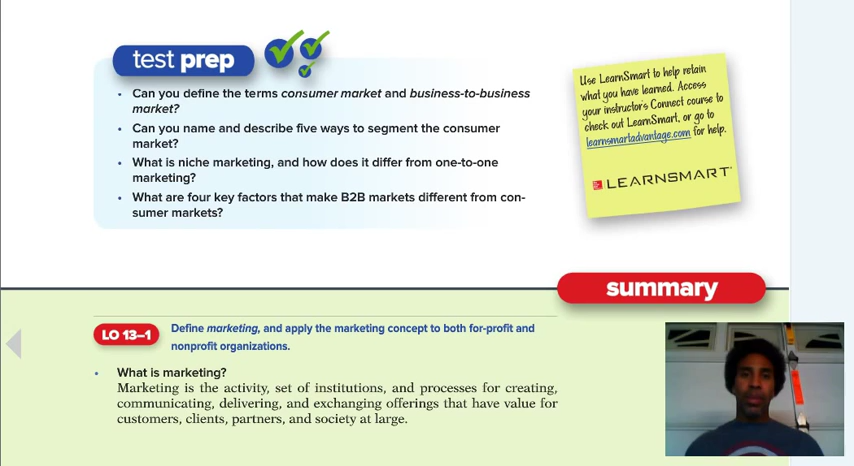 test prep
• Can you define the terms consumer market and business-to-business
market?
• Can you name and describe five ways to segment the consumer
market?
• What is niche marketing, and how does it differ from one-to-one
marketing?
• What are four key factors that make B2B markets different from con-
sumer markets?
Use LearnSmart to help retain
what you have learned. Access
your instructor's Connect course to
check out LearnSmart, or go to
learnsmartadvantage.com for help.
LEARNSMART
summary
LO 13–1
Define marketing, and apply the marketing concept to both for-profit and
nonprofit organizations.
• What is marketing?
Marketing is the activity, set of institutions, and processes for creating,
communicating, delivering, and exchanging offerings that have value for
customers, clients, partners, and society at large.